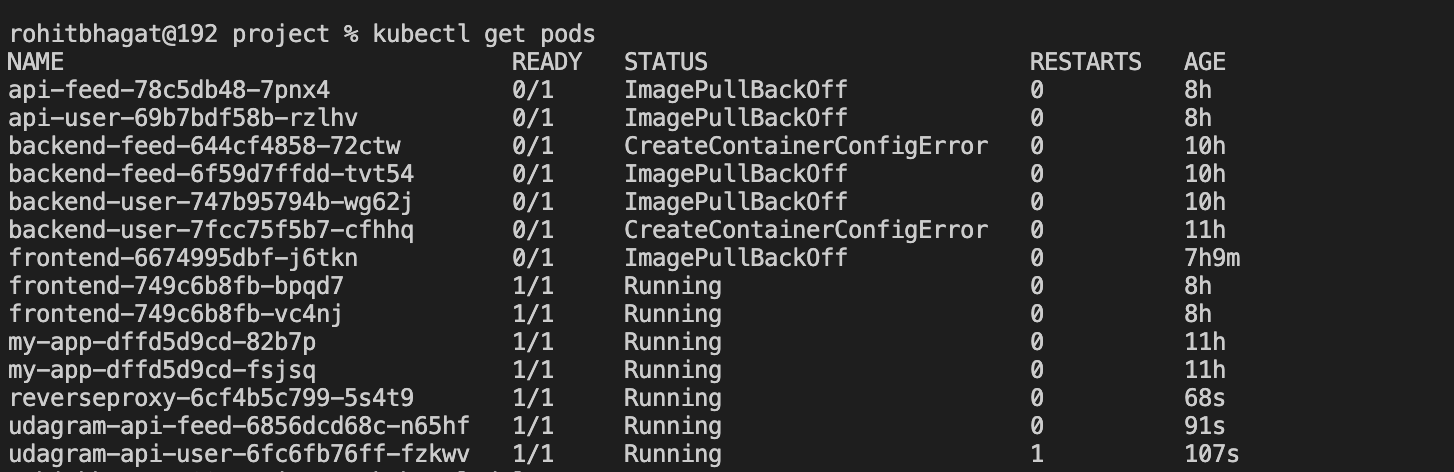 rohitbhagat@192 project % kubectl get pods
NAME READY STATUS RESTARTS AGE
api-feed-78c5db48-7pnx4 0/1 ImagePullBackOff 0 8h
api-user-69b7bdf58b-rzlhv 0/1 ImagePullBackOff 0 8h
backend-feed-644cf4858-72ctw 0/1 CreateContainerConfigError 0 10h
backend-feed-6f59d7ffdd-tvt54 0/1 ImagePullBackOff 0 10h
backend-user-747b95794b-wg62j 0/1 ImagePullBackOff 0 10h
backend-user-7fcc75f5b7-cfhhq 0/1 CreateContainerConfigError 0 11h
frontend-6674995dbf-j6tkn 0/1 ImagePullBackOff 0 7h9m
frontend-749c6b8fb-bpqd7 1/1 Running 0 8h
frontend-749c6b8fb-vc4nj 1/1 Running 0 8h
my-app-dffd5d9cd-82b7p 1/1 Running 0 11h
my-app-dffd5d9cd-fsjsq 1/1 Running 0 11h
reverseproxy-6cf4b5c799-5s4t9 1/1 Running 0 68s
udagram-api-feed-6856dcd68c-n65hf 1/1 Running 0 91s
udagram-api-user-6fc6fb76ff-fzkwv 1/1 Running 1 107s